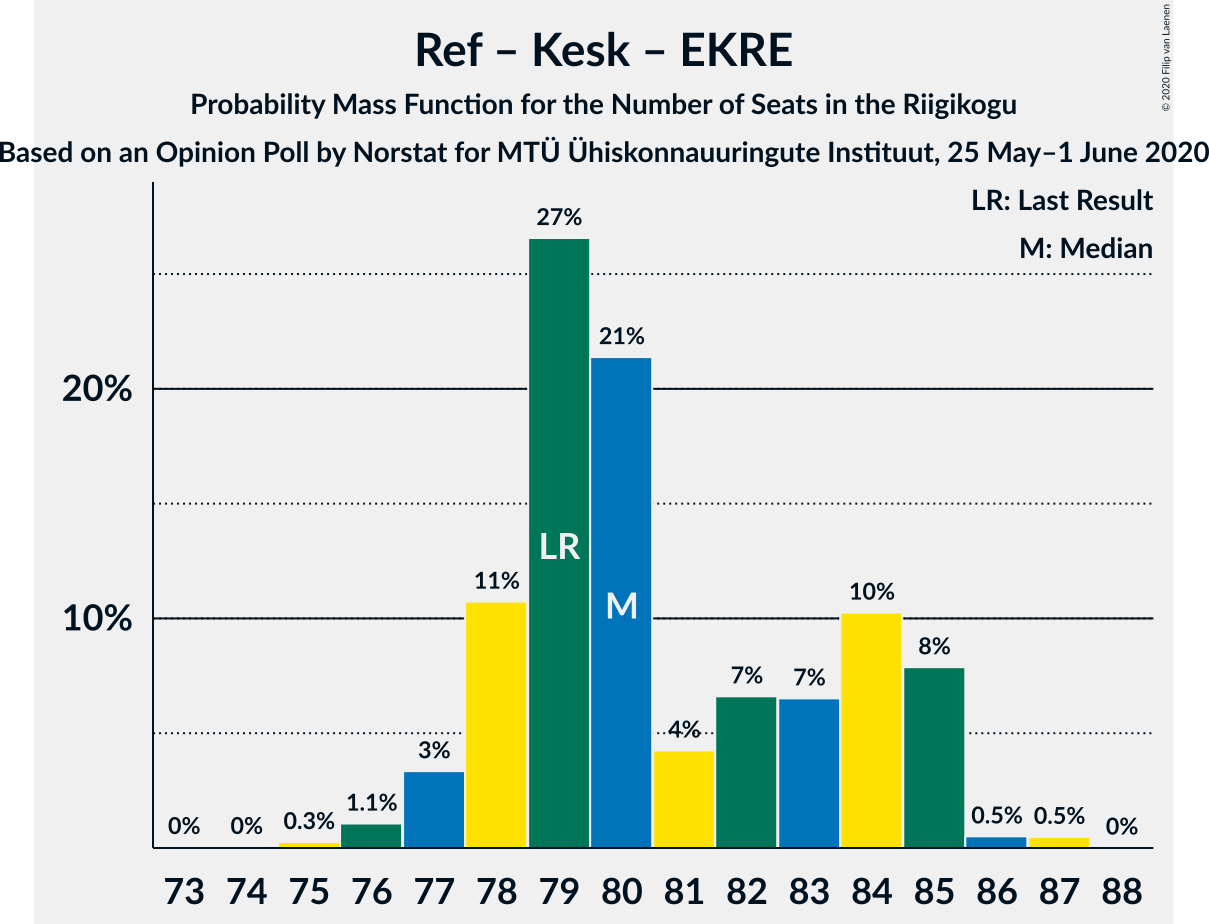 Ref – Kesk – EKRE
Probability Mass Function for the Number of Seats in the Riigikogu
Based on an Opinion Poll by Norstat for MTÜ Ühiskonnauuringute Instituut, 25 May–1 June 2020
© 2020 Filip van Laenen
LR: Last Result
M: Median
20%
10%
0%
0%
0.3%
1.1%
3%
11%
27%
LR
21%
M
4%
7%
7%
10%
8%
0.5%
0.5%
0%
73 74 75 76 77 78 79 80 81 82 83 84 85 86 87 88